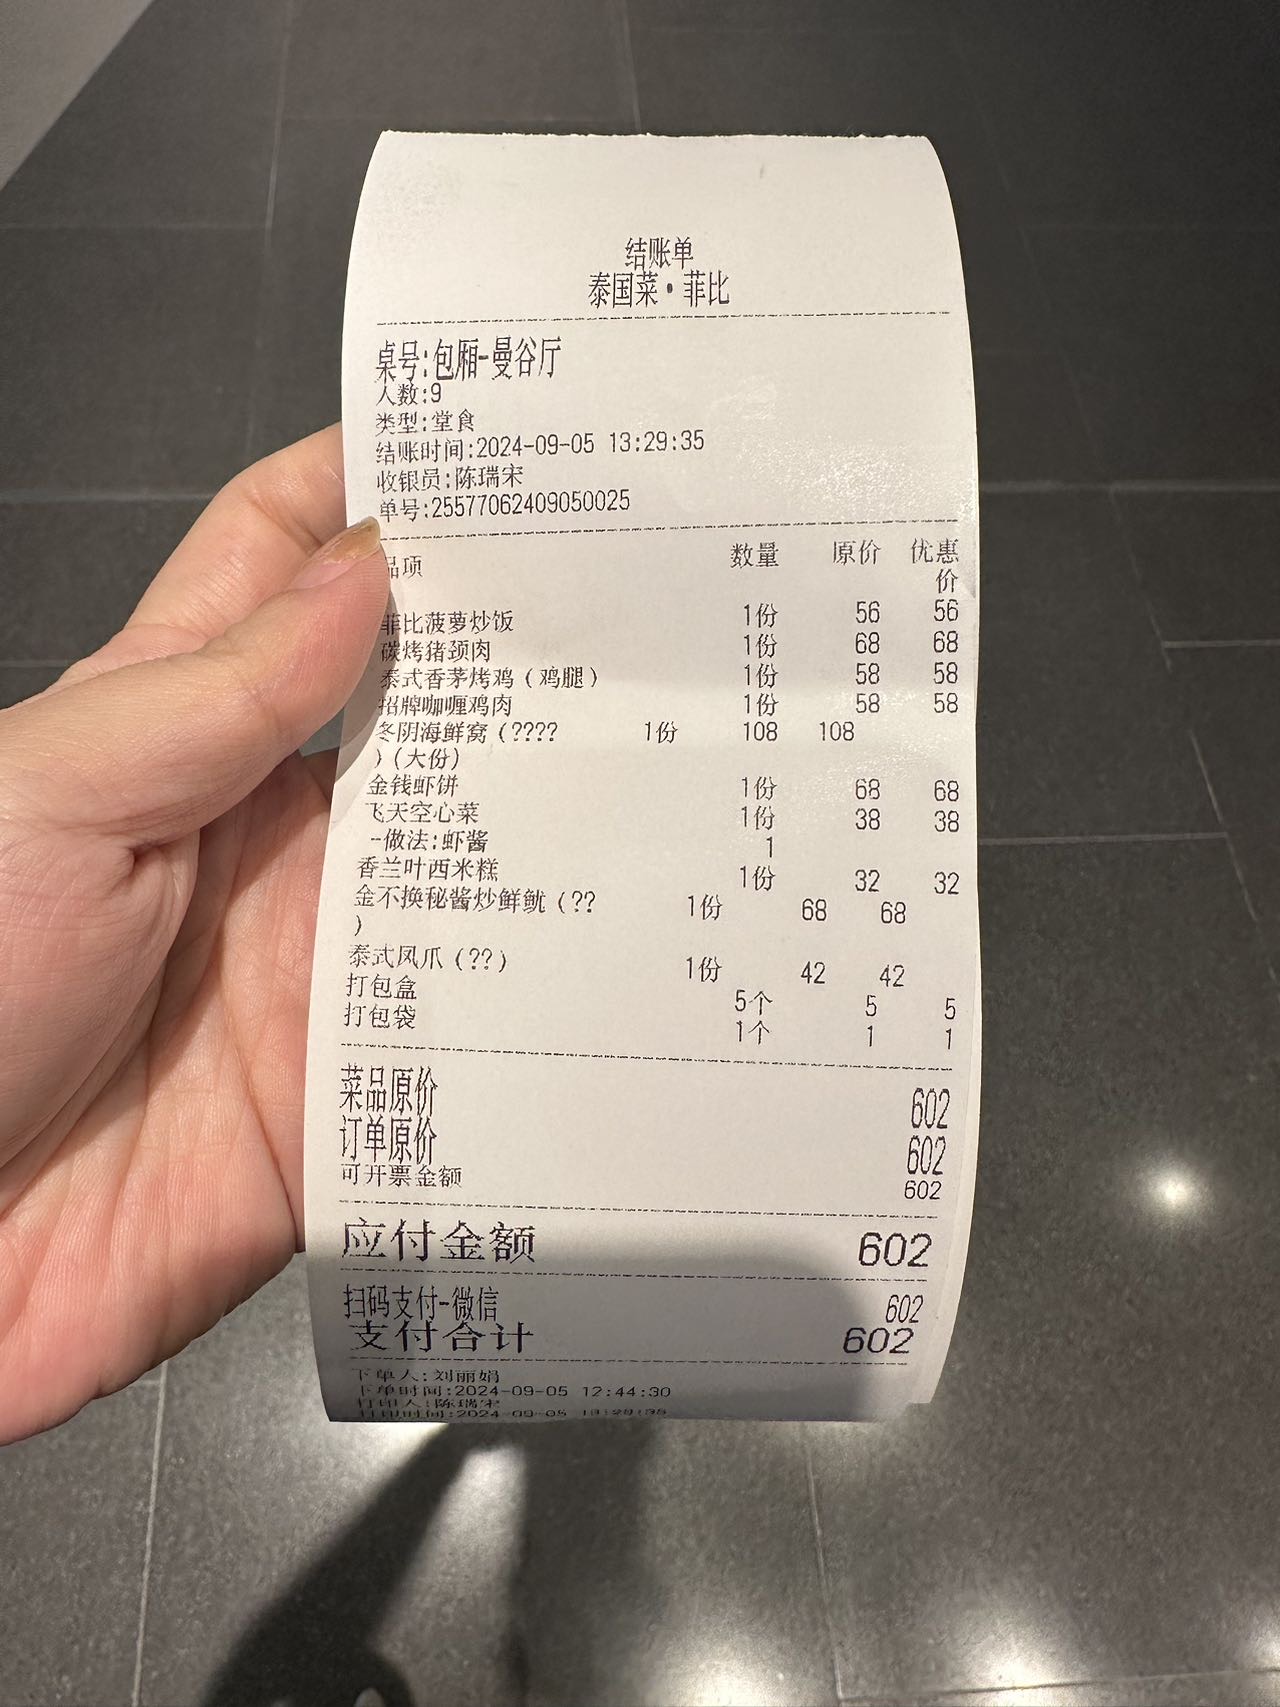 结账单
泰国菜·菲比
桌号:包厢-曼谷厅
人数:9
类型:堂食
结账时间:2024-09-05 13:29:35
收银员:陈瑞宋
单号:25577062409050025
品项 数量 原价 优惠
价
菲比菠萝炒饭 1份 56 56
碳烤猪颈肉 1份 68 68
泰式香茅烤鸡(鸡腿) 1份 58 58
招牌咖喱鸡肉 1份 58 58
冬阴海鲜窝(???? 1份 108 108
)(大份)
金钱虾饼 1份 68 68
飞天空心菜 1份 38 38
-做法:虾酱 1
香兰叶西米糕 1份 32 32
金不换秘酱炒鲜鱿(?? 1份 68 68
)
泰式凤爪(??) 1份 42 42
打包盒 5个 5 5
打包袋 1个 1 1
菜品原价 602
订单原价 602
可开票金额 602
应付金额 602
扫码支付-微信 602
支付合计 602
下单人:刘丽娟
下单时间:2024-09-05 12:44:30
打印人:陈瑞宋
打印时间:2024-09-05